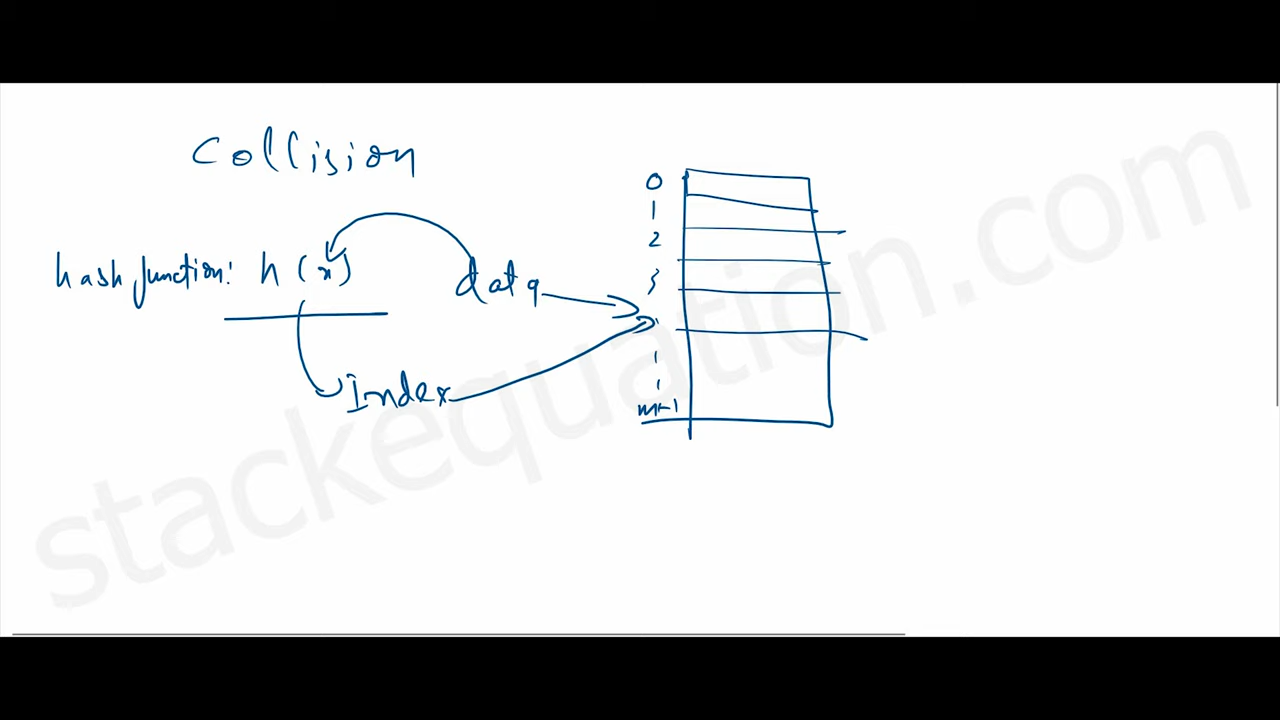 Collision
hash function: h(x)
data
Index
0
1
2
3
m-1
stackequation.com